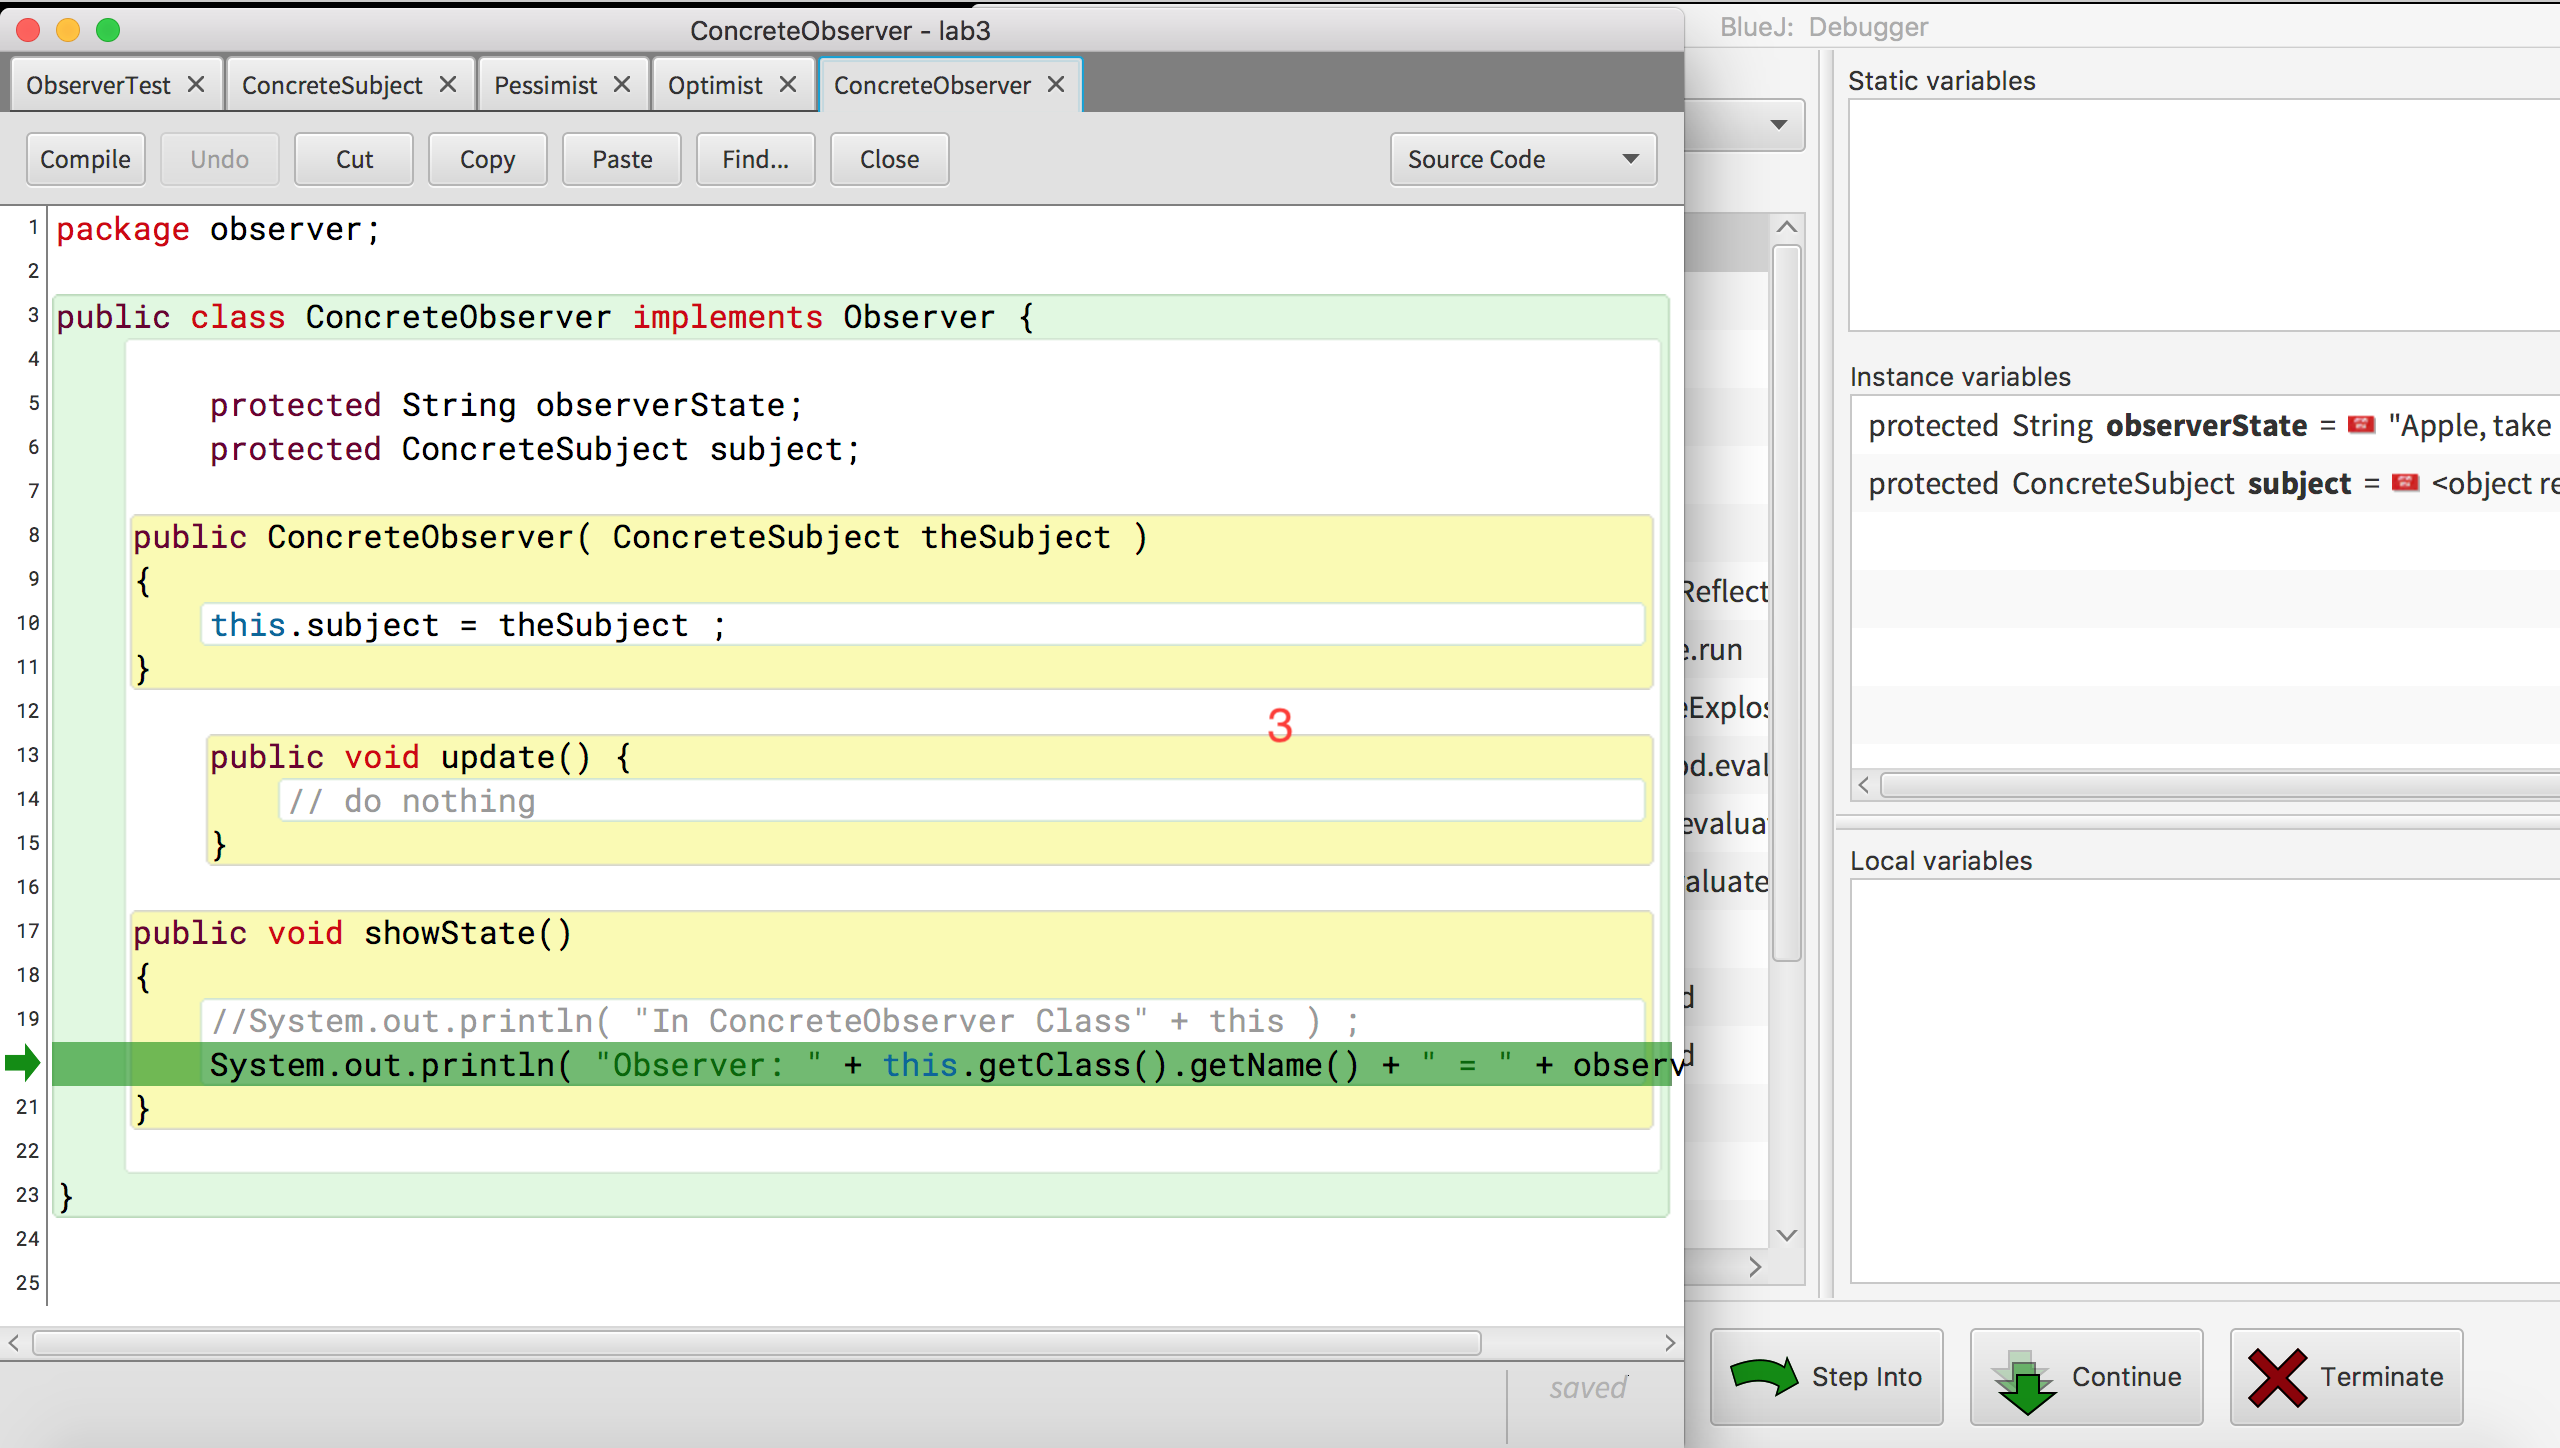 ConcreteObserver - lab3
BlueJ: Debugger
ObserverTest
ConcreteSubject
Pessimist
Optimist
ConcreteObserver
Compile
Undo
Cut
Copy
Paste
Find...
Close
Source Code
1 package observer;
2
3 public class ConcreteObserver implements Observer {
4
5 protected String observerState;
6 protected ConcreteSubject subject;
7
8 public ConcreteObserver( ConcreteSubject theSubject )
9 {
10 this.subject = theSubject ;
11 }
12
3
13 public void update() {
14 // do nothing
15 }
16
17 public void showState()
18 {
19 //System.out.println( "In ConcreteObserver Class" + this ) ;
System.out.println( "Observer: " + this.getClass().getName() + " = " + observ
21 }
22
23 }
24
25
saved
Reflect
e.run
eExplos
od.eval
evalua
aluate
d
d
Static variables
Instance variables
protected String observerState = "Apple, take
protected ConcreteSubject subject = <object re
Local variables
Step Into
Continue
Terminate